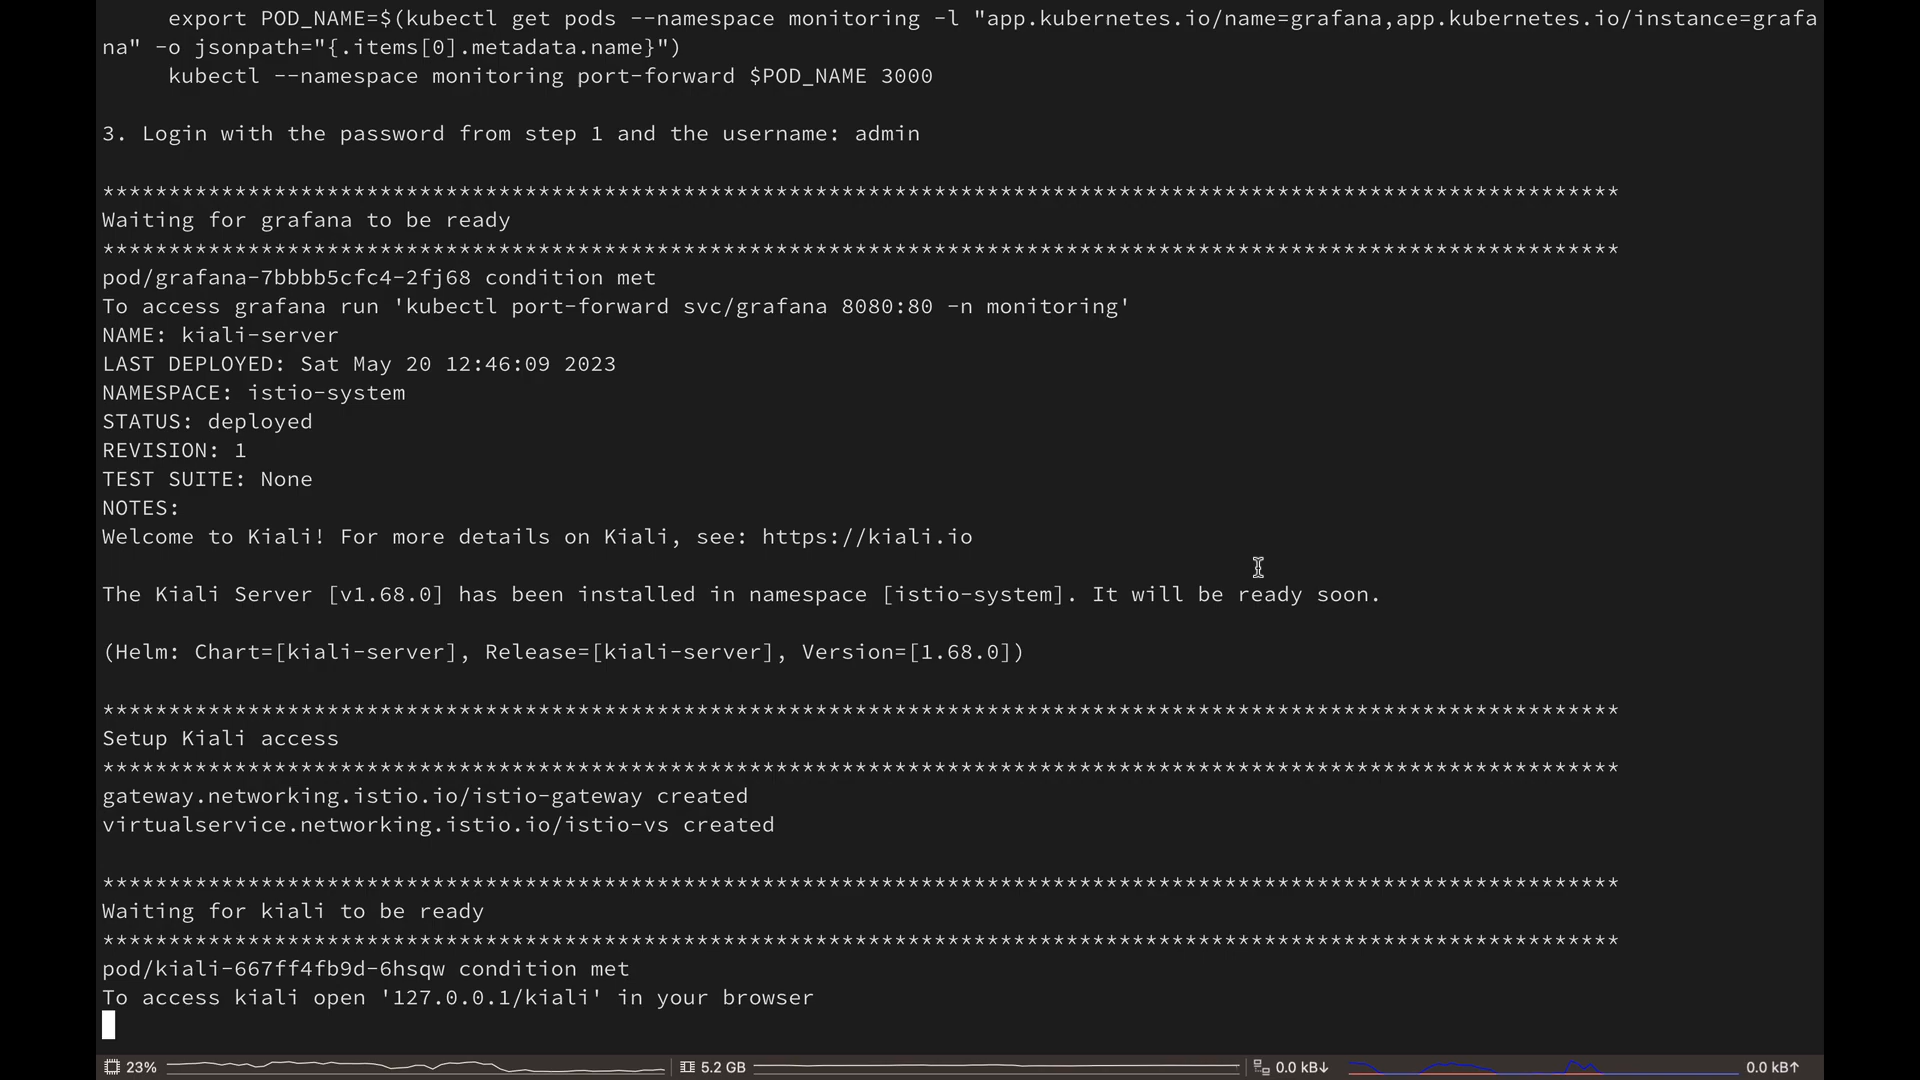 export POD_NAME=$(kubectl get pods --namespace monitoring -l "app.kubernetes.io/name=grafana,app.kubernetes.io/instance=grafa
na" -o jsonpath="{.items[0].metadata.name}")
     kubectl --namespace monitoring port-forward $POD_NAME 3000
3. Login with the password from step 1 and the username: admin
*******************************************************************************************************************
Waiting for grafana to be ready
*******************************************************************************************************************
pod/grafana-7bbbb5cfc4-2fj68 condition met
To access grafana run 'kubectl port-forward svc/grafana 8080:80 -n monitoring'
NAME: kiali-server
LAST DEPLOYED: Sat May 20 12:46:09 2023
NAMESPACE: istio-system
STATUS: deployed
REVISION: 1
TEST SUITE: None
NOTES:
Welcome to Kiali! For more details on Kiali, see: https://kiali.io
The Kiali Server [v1.68.0] has been installed in namespace [istio-system]. It will be ready soon.
(Helm: Chart=[kiali-server], Release=[kiali-server], Version=[1.68.0])
*******************************************************************************************************************
Setup Kiali access
*******************************************************************************************************************
gateway.networking.istio.io/istio-gateway created
virtualservice.networking.istio.io/istio-vs created
*******************************************************************************************************************
Waiting for kiali to be ready
*******************************************************************************************************************
pod/kiali-667ff4fb9d-6hsqw condition met
To access kiali open '127.0.0.1/kiali' in your browser
23% 5.2 GB 0.0 kB↓ 0.0 kB↑